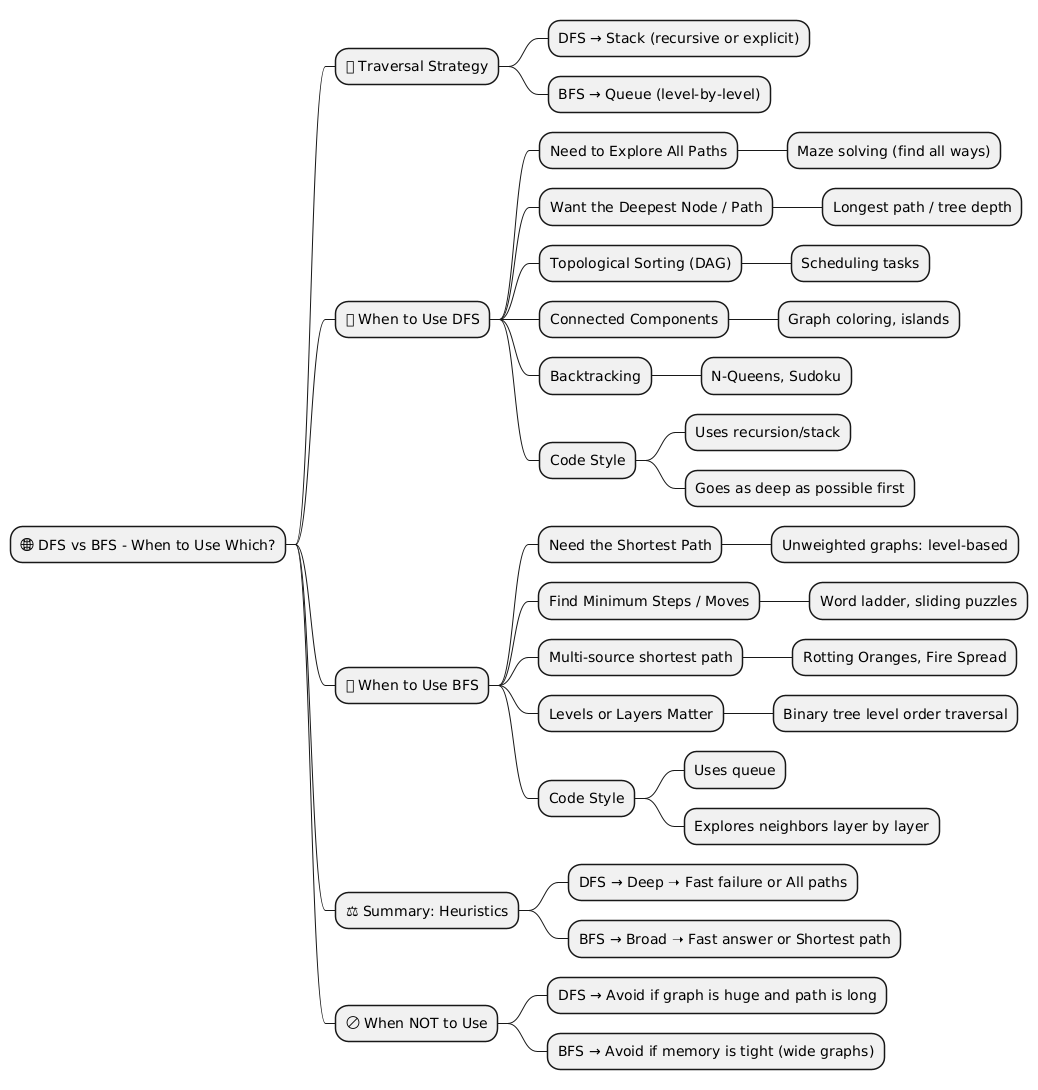 🌐 DFS vs BFS - When to Use Which?
Traversal Strategy
DFS → Stack (recursive or explicit)
BFS → Queue (level-by-level)
When to Use DFS
Need to Explore All Paths
Maze solving (find all ways)
Want the Deepest Node / Path
Longest path / tree depth
Topological Sorting (DAG)
Scheduling tasks
Connected Components
Graph coloring, islands
Backtracking
N-Queens, Sudoku
Code Style
Uses recursion/stack
Goes as deep as possible first
When to Use BFS
Need the Shortest Path
Unweighted graphs: level-based
Find Minimum Steps / Moves
Word ladder, sliding puzzles
Multi-source shortest path
Rotting Oranges, Fire Spread
Levels or Layers Matter
Binary tree level order traversal
Code Style
Uses queue
Explores neighbors layer by layer
⚖ Summary: Heuristics
DFS → Deep ➝ Fast failure or All paths
BFS → Broad ➝ Fast answer or Shortest path
🚫 When NOT to Use
DFS → Avoid if graph is huge and path is long
BFS → Avoid if memory is tight (wide graphs)